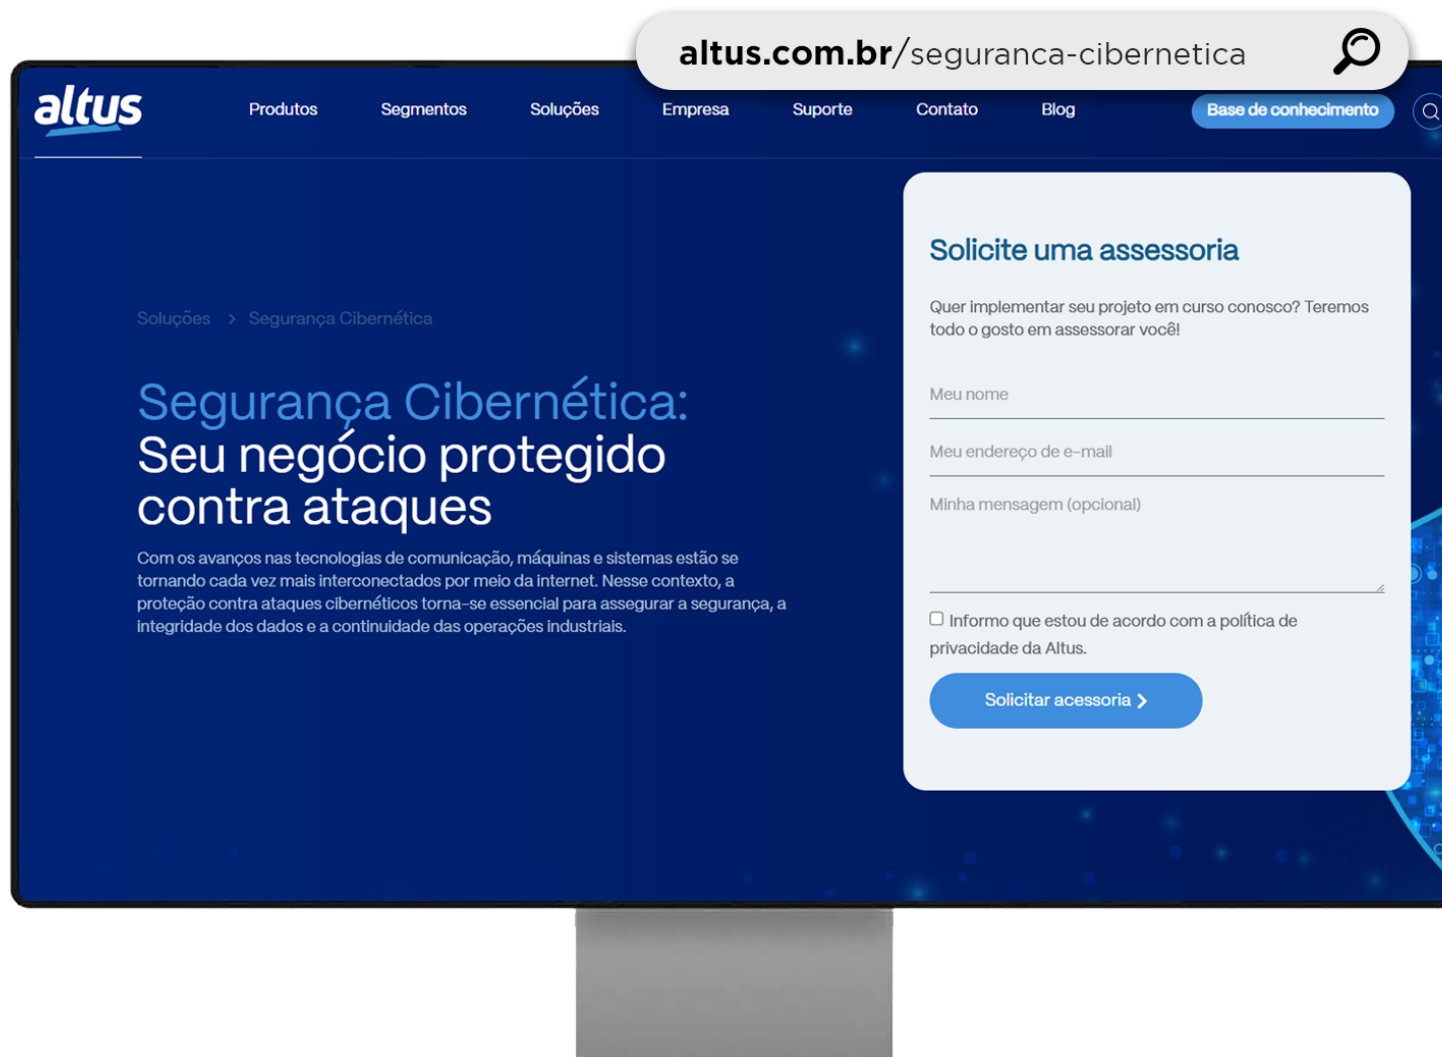 altus.com.br/seguranca-cibernetica
altus
Produtos
Segmentos
Soluções
Empresa
Suporte
Contato
Blog
Base de conhecimento
Soluções > Segurança Cibernética
Segurança Cibernética:
Seu negócio protegido
contra ataques
Com os avanços nas tecnologias de comunicação, máquinas e sistemas estão se
tornando cada vez mais interconectados por meio da internet. Nesse contexto, a
proteção contra ataques cibernéticos torna-se essencial para assegurar a segurança, a
integridade dos dados e a continuidade das operações industriais.
Solicite uma assessoria
Quer implementar seu projeto em curso conosco? Teremos
todo o gosto em assessorar você!
Meu nome
Meu endereço de e-mail
Minha mensagem (opcional)
Informo que estou de acordo com a política de
privacidade da Altus.
Solicitar acessoria >